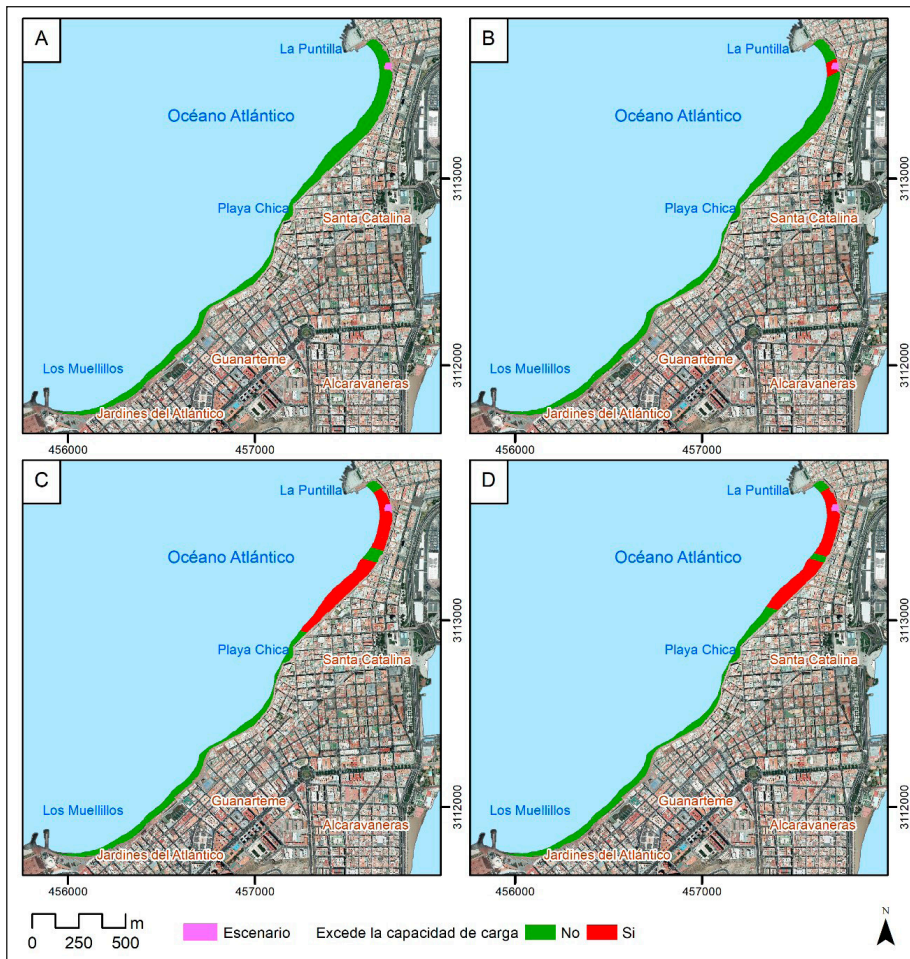 A
La Puntilla
Océano Atlántico
Playa Chica
Santa Catalina
Los Muellillos
Guanarteme
Alcaravaneras
Jardines del Atlántico
456000
457000
3113000
3112000
B
La Puntilla
Océano Atlántico
Playa Chica
Santa Catalina
Los Muellillos
Guanarteme
Alcaravaneras
Jardines del Atlántico
456000
457000
3113000
3112000
C
La Puntilla
Océano Atlántico
Playa Chica
Santa Catalina
Los Muellillos
Guanarteme
Alcaravaneras
Jardines del Atlántico
456000
457000
3113000
3112000
D
La Puntilla
Océano Atlántico
Playa Chica
Santa Catalina
Los Muellillos
Guanarteme
Alcaravaneras
Jardines del Atlántico
456000
457000
3113000
3112000
m
0 250 500
Escenario
Excede la capacidad de carga No Si
N